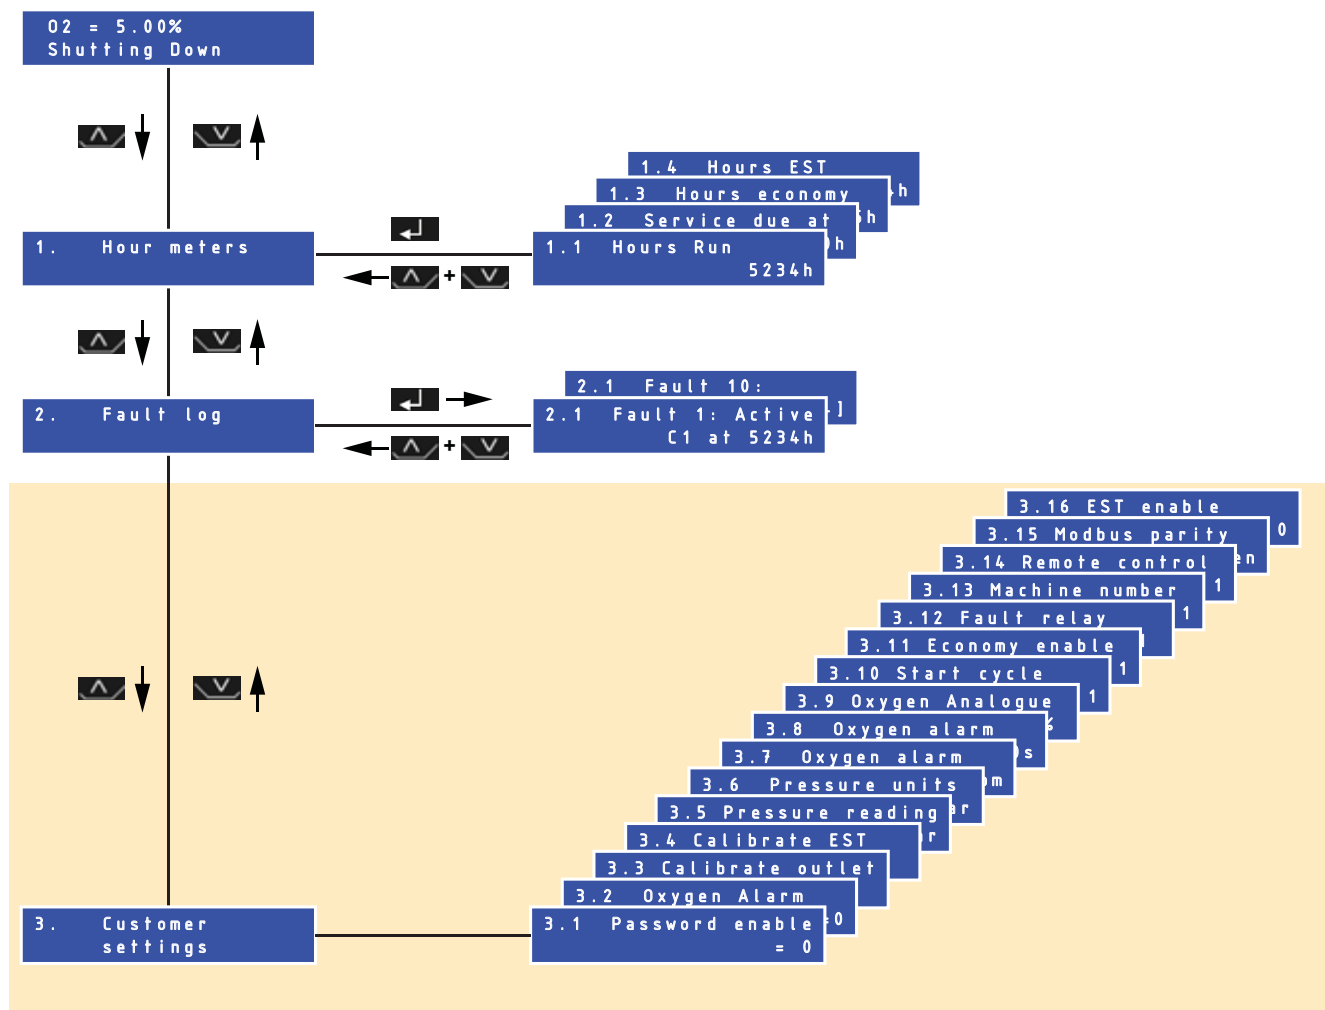 O2 = 5.00%
Shutting Down
1.4 Hours EST
h
1.3 Hours economy
h
1.2 Service due at
h
1. Hour meters
1.1 Hours Run
5234h
+
2.1 Fault 10:
.]
2. Fault log
2.1 Fault 1: Active
C1 at 5234h
+
3.16 EST enable
0
3.15 Modbus parity
en
3.14 Remote control
1
3.13 Machine number
1
3.12 Fault relay
3.11 Economy enable
1
3.10 Start cycle
1
3.9 Oxygen Analogue
%
3.8 Oxygen alarm
s
3.7 Oxygen alarm
m
3.6 Pressure units
ar
3.5 Pressure reading
r
3.4 Calibrate EST
3.3 Calibrate outlet
3.2 Oxygen Alarm
=0
3. Customer
settings
3.1 Password enable
= 0